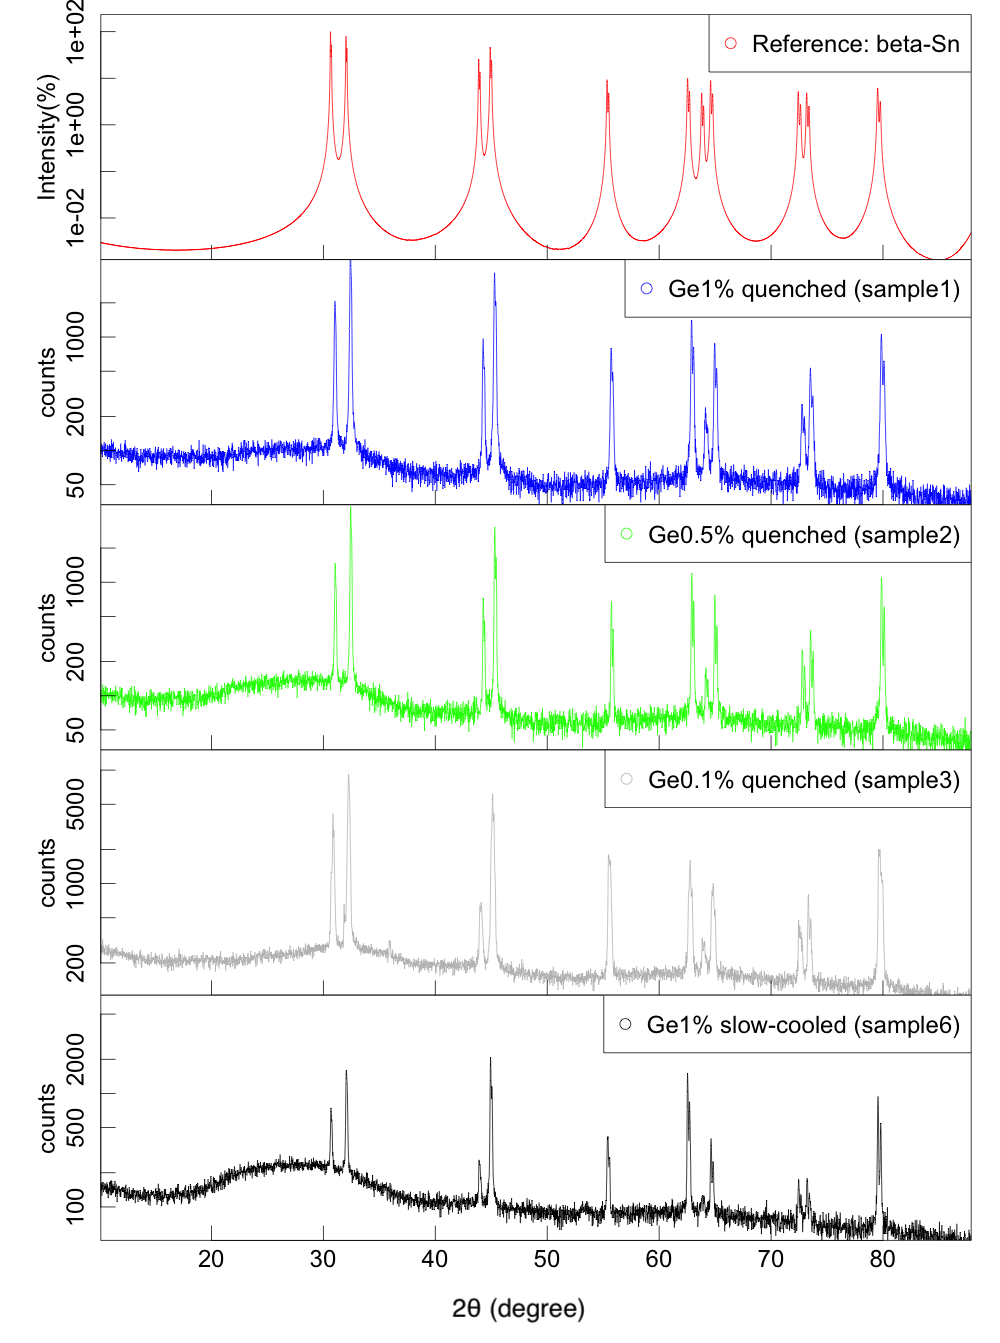 Intensity(%)
1e+02
1e+00
1e-02
Reference: beta-Sn
counts
1000
200
50
Ge1% quenched (sample1)
counts
1000
200
50
Ge0.5% quenched (sample2)
counts
5000
1000
200
Ge0.1% quenched (sample3)
counts
2000
500
100
Ge1% slow-cooled (sample6)
20 30 40 50 60 70 80
2θ (degree)